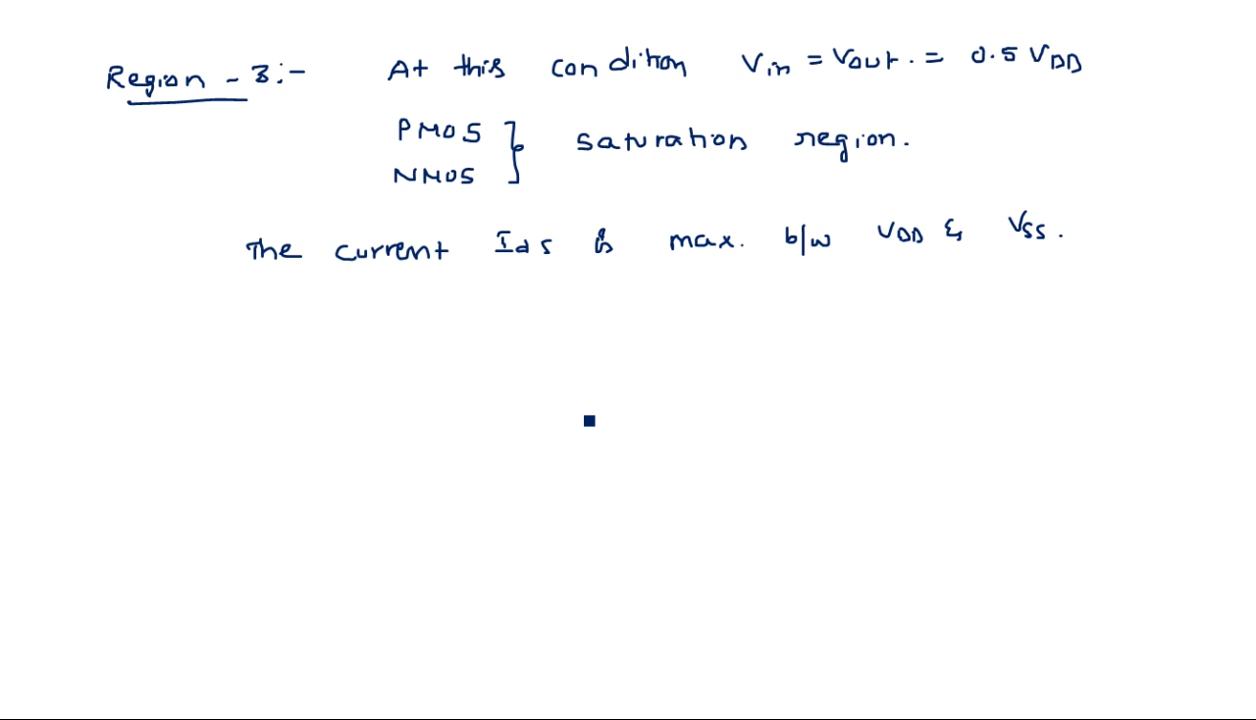 Region - 3:- At this condition Vin = Vout. = 0.5 VDD
PMOS } saturation region.
NMOS
The current Ids is max. b/w VDD & VSS.